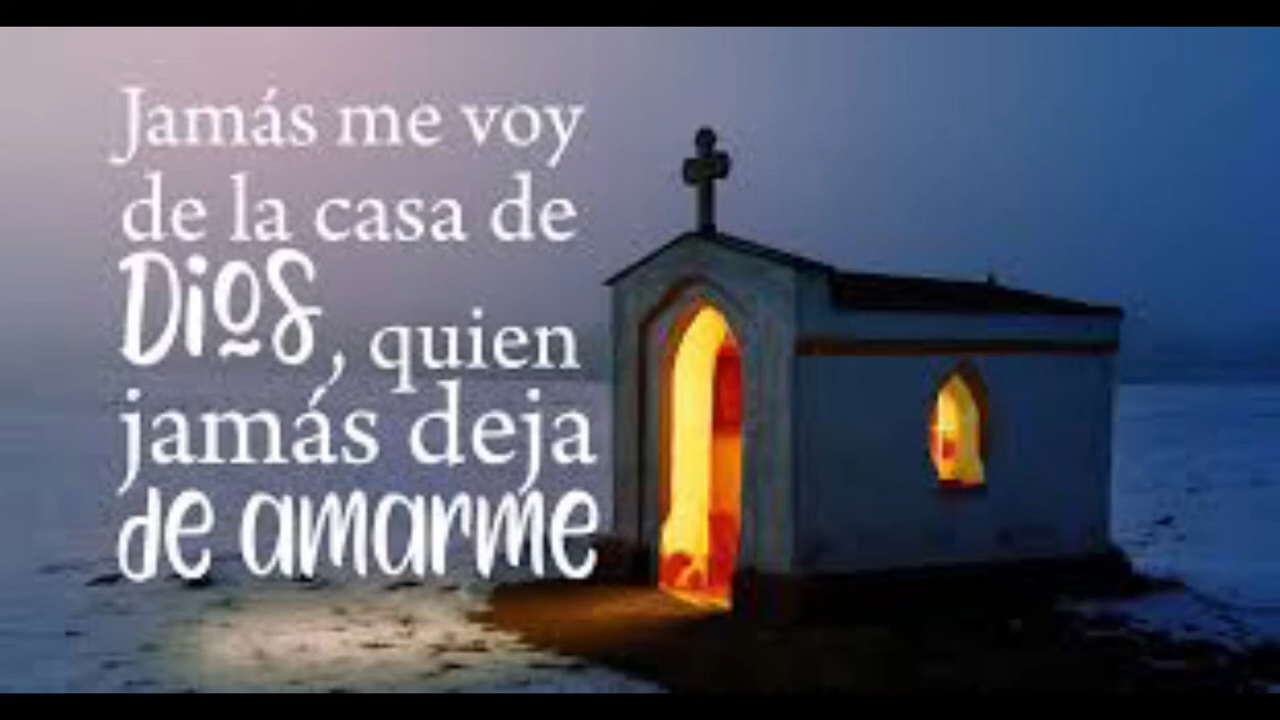 Jamás me voy
de la casa de
Dios, quien
jamás deja
de amarme